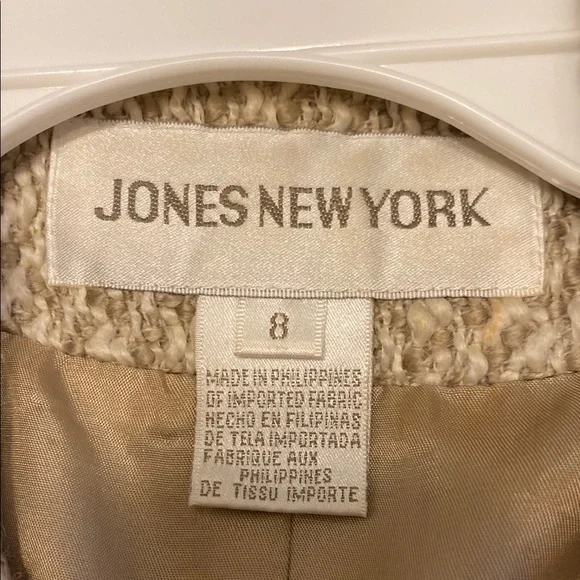 JONES NEW YORK
8
MADE IN PHILIPPINES
OF IMPORTED FABRIC
HECHO EN FILIPINAS
DE TELA IMPORTADA
FABRIQUE AUX
PHILIPPINES
DE TISSU IMPORTE